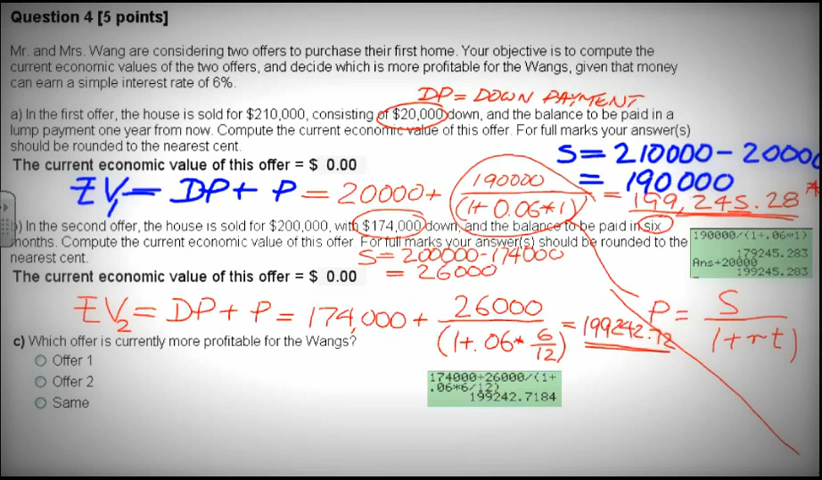 Question 4 [5 points]
Mr. and Mrs. Wang are considering two offers to purchase their first home. Your objective is to compute the
current economic values of the two offers, and decide which is more profitable for the Wangs, given that money
can earn a simple interest rate of 6%.
DP = DOWN PAYMENT
a) In the first offer, the house is sold for $210,000, consisting of $20,000 down, and the balance to be paid in a
lump payment one year from now. Compute the current economic value of this offer. For full marks your answer(s)
should be rounded to the nearest cent.
S = 210000 - 20000
= 190000
The current economic value of this offer = $ 0.00
EV₁ = DP + P = 20000 + 190000 / (1 + 0.06*1) = 199,245.28 *
b) In the second offer, the house is sold for $200,000, with $174,000 down, and the balance to be paid in six
months. Compute the current economic value of this offer. For full marks your answer(s) should be rounded to the
nearest cent.
190000/(1+.06*1)
179245.283
Ans+20000
199245.283
S = 200000 - 174000
= 26000
The current economic value of this offer = $ 0.00
EV₂ = DP + P = 174,000 + 26000 / (1 + .06 * 6/12) = 199242.72
P = S / (1 + rt)
c) Which offer is currently more profitable for the Wangs?
Offer 1
Offer 2
Same
174000+26000/(1+
.06*6/12)
199242.7184